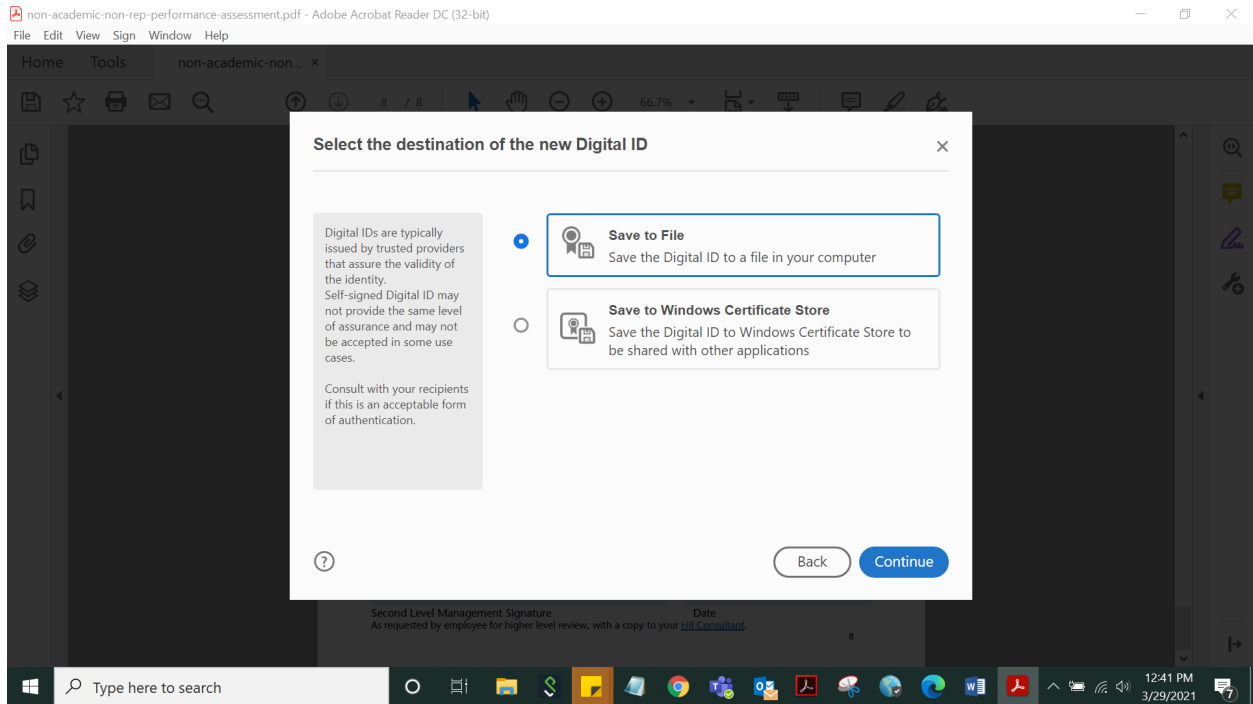 non-academic-non-rep-performance-assessment.pdf - Adobe Acrobat Reader DC (32-bit)
File Edit View Sign Window Help
Home Tools non-academic-non... ×
8 / 8 66.7%
Select the destination of the new Digital ID
Digital IDs are typically
issued by trusted providers
that assure the validity of
the identity.
Self-signed Digital ID may
not provide the same level
of assurance and may not
be accepted in some use
cases.
Consult with your recipients
if this is an acceptable form
of authentication.
Save to File
Save the Digital ID to a file in your computer
Save to Windows Certificate Store
Save the Digital ID to Windows Certificate Store to
be shared with other applications
Back Continue
Second Level Management Signature Date
As requested by employee for higher level review, with a copy to your HR Consultant.
8
Type here to search
12:41 PM
3/29/2021
7